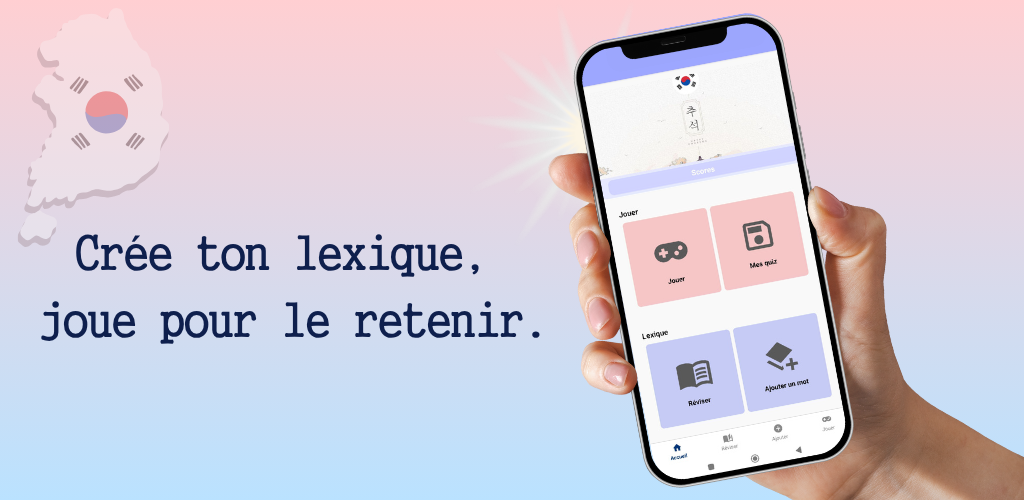 Crée ton lexique,
joue pour le retenir.
추
석
Scores
Jouer
Jouer
Mes quiz
Lexique
Réviser
Ajouter un mot
Accueil
Réviser
Ajouter
Jouer